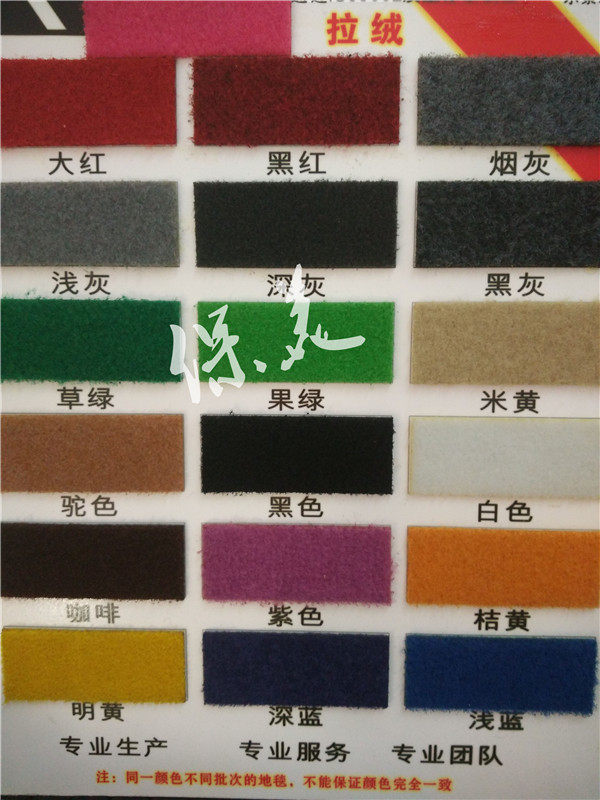 拉绒
大红 黑红 烟灰
浅灰 深灰 黑灰
草绿 果绿 米黄
保美
驼色 黑色 白色
咖啡 紫色 桔黄
明黄 深蓝 浅蓝
专业生产 专业服务 专业团队
注：同一颜色不同批次的地毯，不能保证颜色完全一致